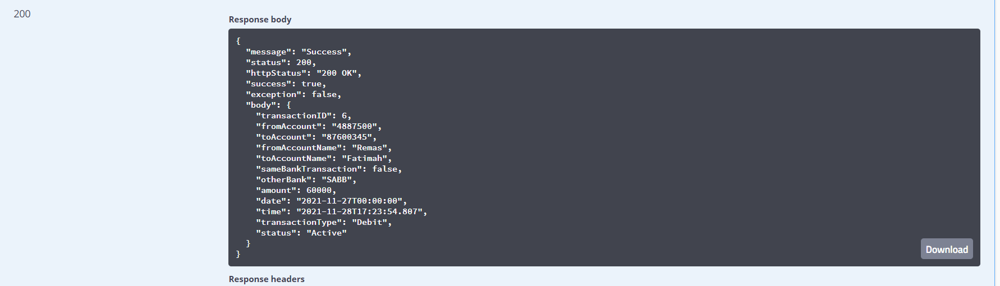 200
Response body
{
  "message": "Success",
  "status": 200,
  "httpStatus": "200 OK",
  "success": true,
  "exception": false,
  "body": {
    "transactionID": 6,
    "fromAccount": "4887500",
    "toAccount": "87600345",
    "fromAccountName": "Remas",
    "toAccountName": "Fatimah",
    "sameBankTransaction": false,
    "otherBank": "SABB",
    "amount": 60000,
    "date": "2021-11-27T00:00:00",
    "time": "2021-11-28T17:23:54.807",
    "transactionType": "Debit",
    "status": "Active"
  }
}
Download
Response headers